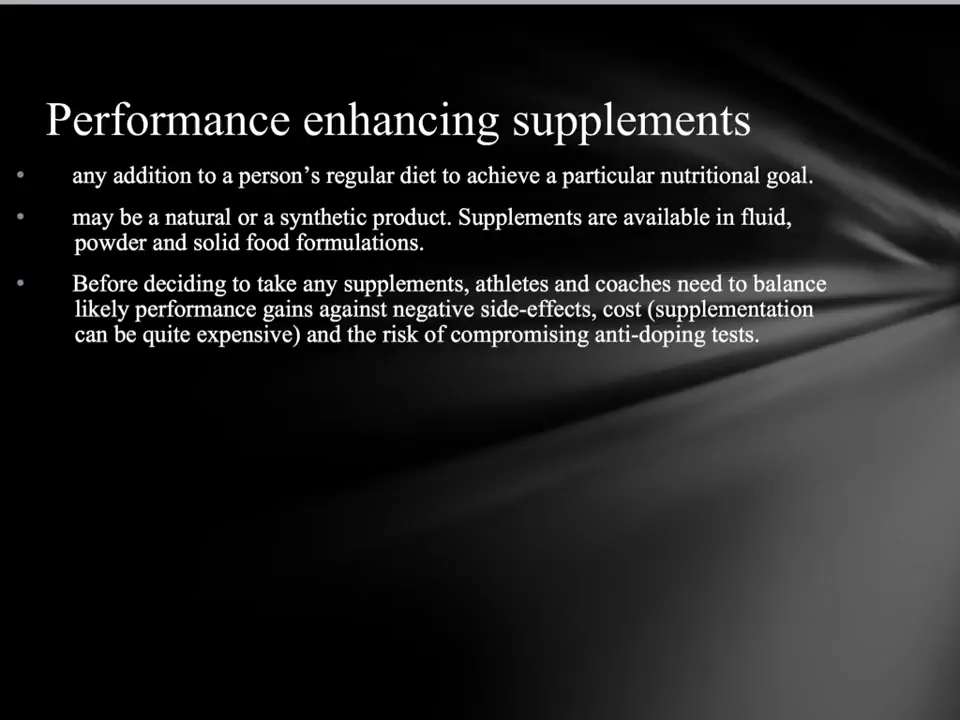 Performance enhancing supplements
• any addition to a person’s regular diet to achieve a particular nutritional goal.
• may be a natural or a synthetic product. Supplements are available in fluid,
powder and solid food formulations.
• Before deciding to take any supplements, athletes and coaches need to balance
likely performance gains against negative side-effects, cost (supplementation
can be quite expensive) and the risk of compromising anti-doping tests.